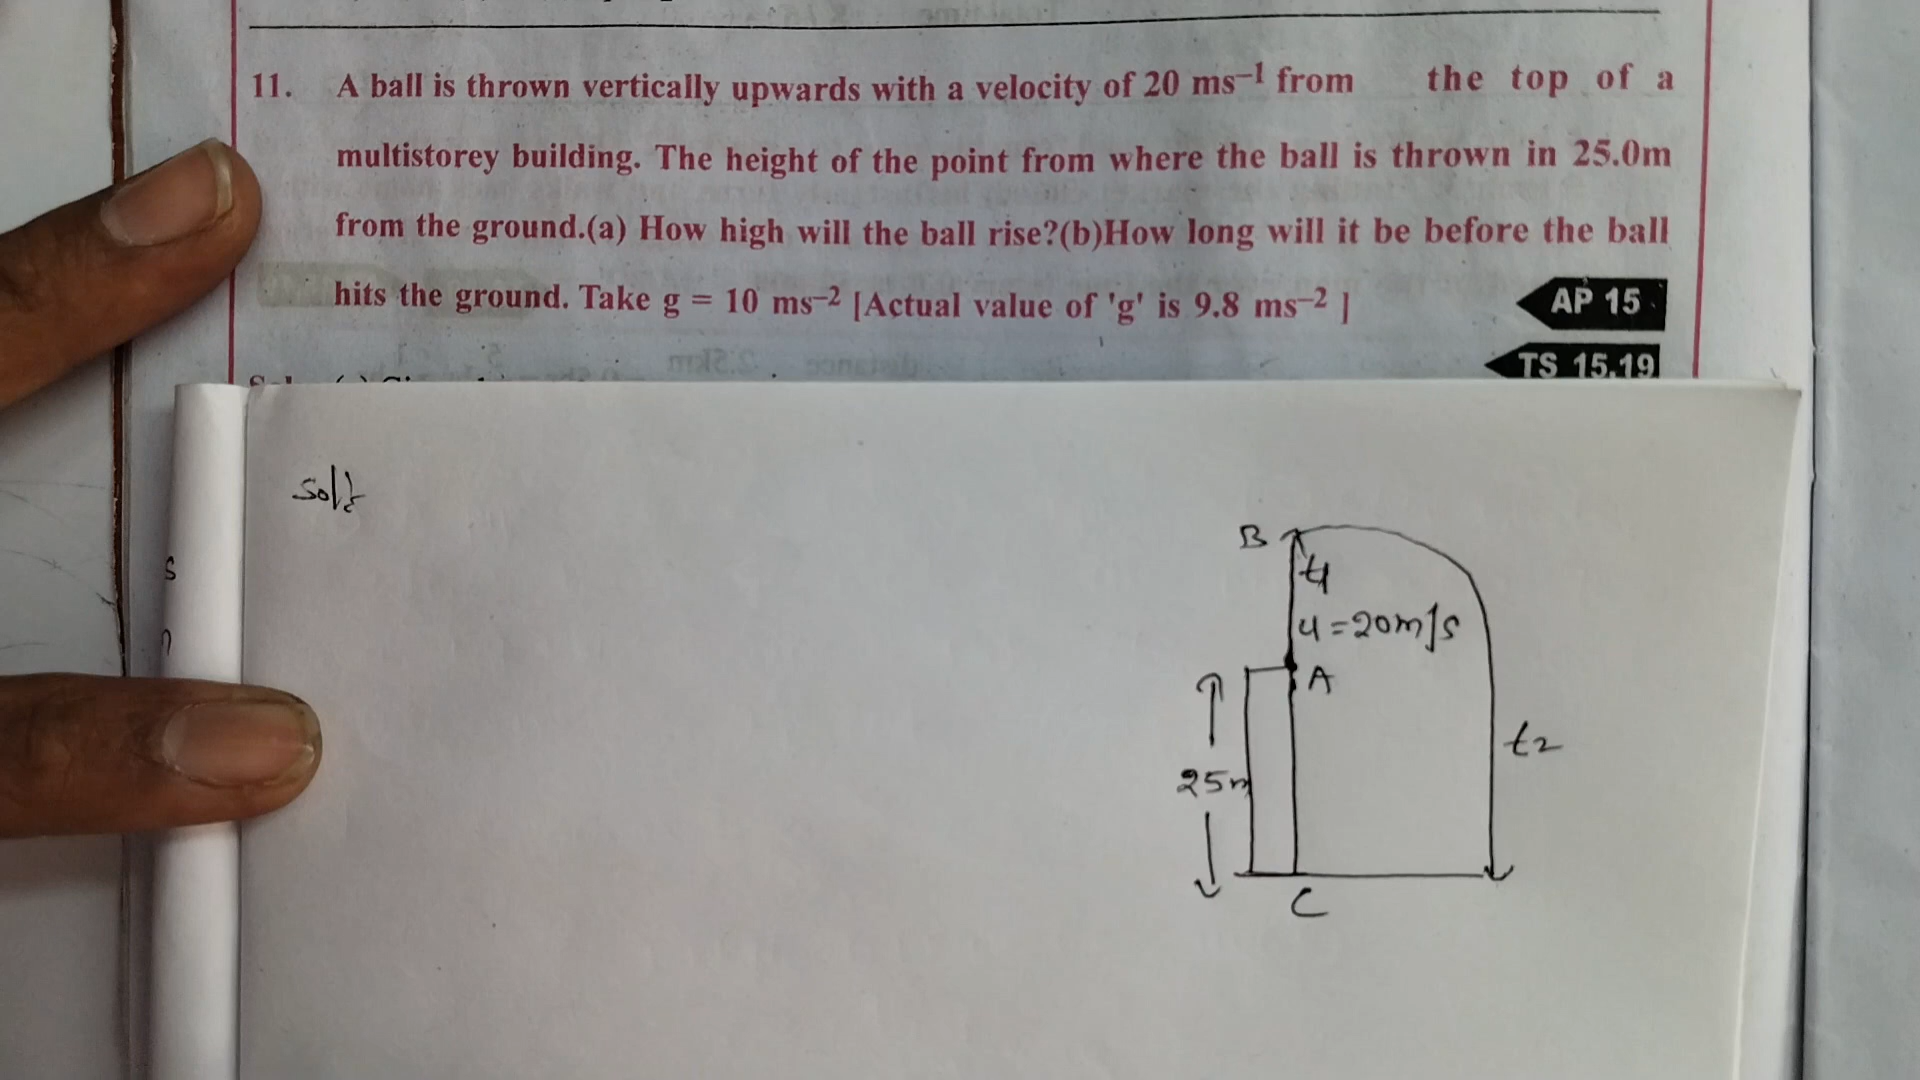 11. A ball is thrown vertically upwards with a velocity of 20 ms⁻¹ from the top of a
multistorey building. The height of the point from where the ball is thrown in 25.0m
from the ground.(a) How high will the ball rise?(b)How long will it be before the ball
hits the ground. Take g = 10 ms⁻² [Actual value of 'g' is 9.8 ms⁻² ]
AP 15
TS 15,19
Sol:
B
t1
u=20m/s
A
25m
t2
C